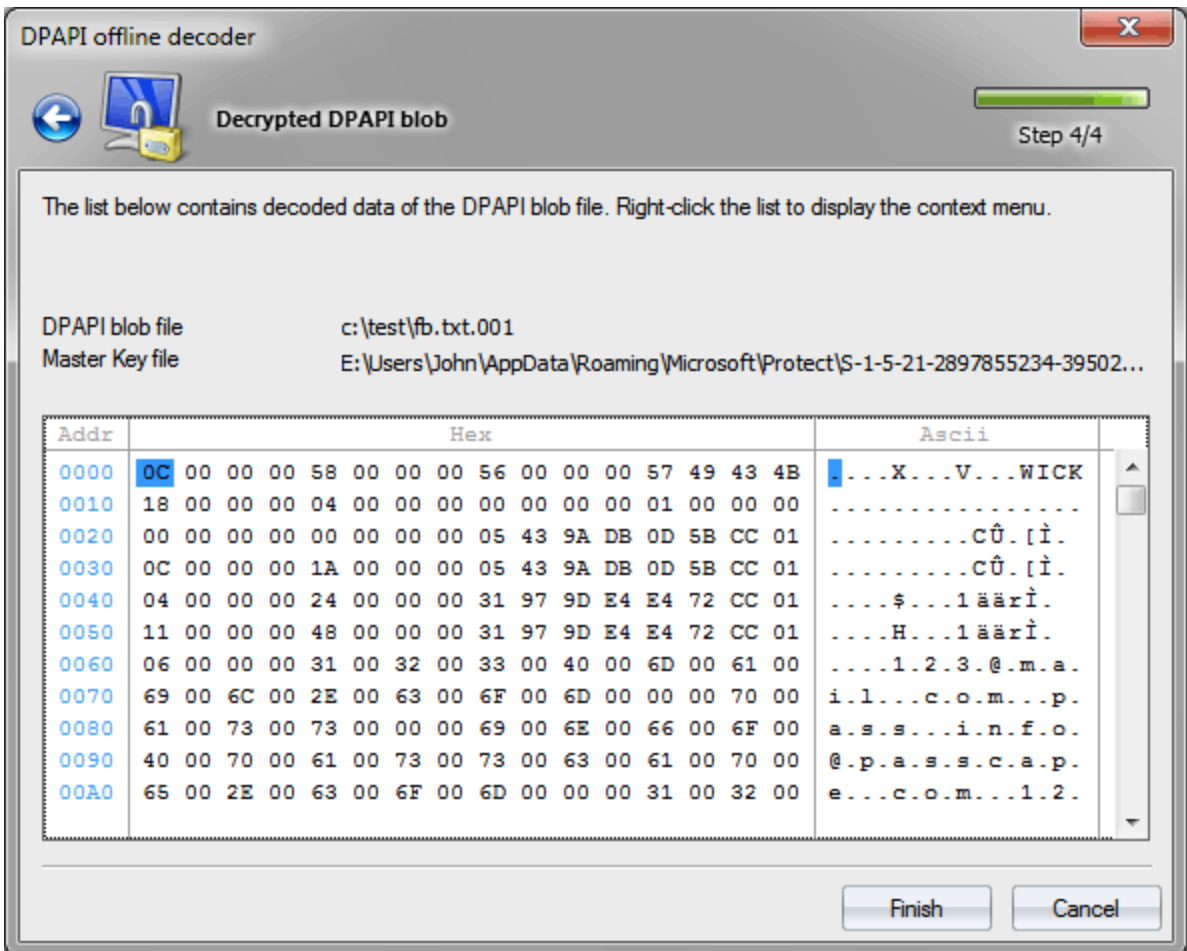 DPAPI offline decoder
Decrypted DPAPI blob
Step 4/4
The list below contains decoded data of the DPAPI blob file. Right-click the list to display the context menu.
DPAPI blob file c:\test\fb.txt.001
Master Key file E:\Users\John\AppData\Roaming\Microsoft\Protect\S-1-5-21-2897855234-39502...
Addr Hex Ascii
0000 0C 00 00 00 58 00 00 00 56 00 00 00 57 49 43 4B ....X...V...WICK
0010 18 00 00 00 04 00 00 00 00 00 00 00 01 00 00 00 ................
0020 00 00 00 00 00 00 00 00 05 43 9A DB 0D 5B CC 01 .........CÛ.[Ì.
0030 0C 00 00 00 1A 00 00 00 05 43 9A DB 0D 5B CC 01 .........CÛ.[Ì.
0040 04 00 00 00 24 00 00 00 31 97 9D E4 E4 72 CC 01 ....$...1äärÌ.
0050 11 00 00 00 48 00 00 00 31 97 9D E4 E4 72 CC 01 ....H...1äärÌ.
0060 06 00 00 00 31 00 32 00 33 00 40 00 6D 00 61 00 ....1.2.3.@.m.a.
0070 69 00 6C 00 2E 00 63 00 6F 00 6D 00 00 00 70 00 i.l...c.o.m...p.
0080 61 00 73 00 73 00 00 00 69 00 6E 00 66 00 6F 00 a.s.s...i.n.f.o.
0090 40 00 70 00 61 00 73 00 73 00 63 00 61 00 70 00 @.p.a.s.s.c.a.p.
00A0 65 00 2E 00 63 00 6F 00 6D 00 00 00 31 00 32 00 e...c.o.m...1.2.
Finish Cancel